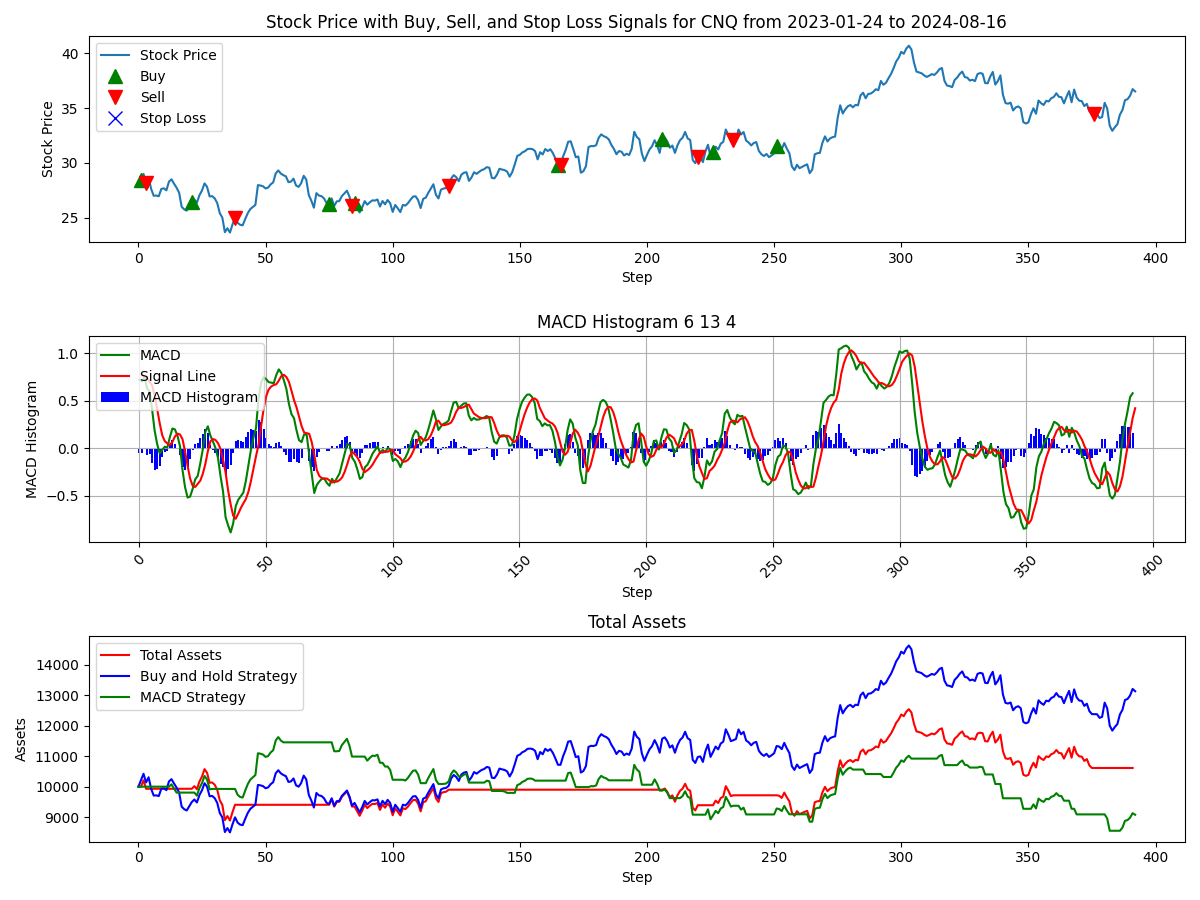 Stock Price with Buy, Sell, and Stop Loss Signals for CNQ from 2023-01-24 to 2024-08-16
Stock Price
40
35
30
25
Stock Price
Buy
Sell
Stop Loss
0 50 100 150 200 250 300 350 400
Step
MACD Histogram 6 13 4
MACD Histogram
1.0
0.5
0.0
−0.5
MACD
Signal Line
MACD Histogram
0 50 100 150 200 250 300 350 400
Step
Total Assets
Assets
14000
13000
12000
11000
10000
9000
Total Assets
Buy and Hold Strategy
MACD Strategy
0 50 100 150 200 250 300 350 400
Step